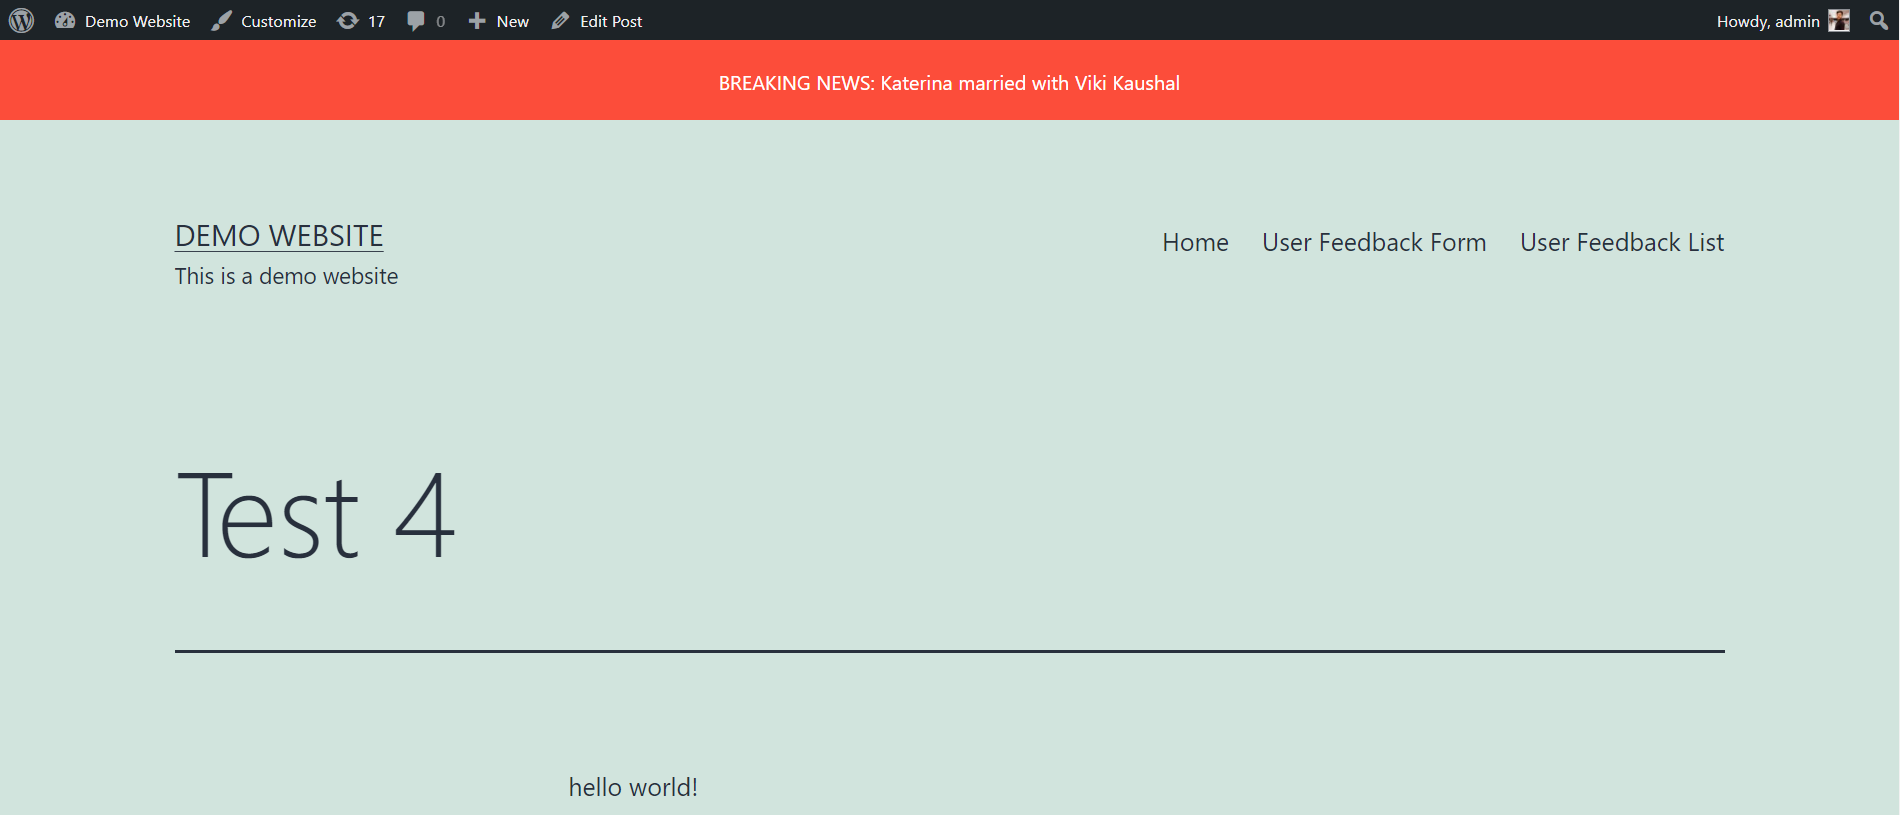 Demo Website Customize 17 0 New Edit Post Howdy, admin
BREAKING NEWS: Katerina married with Viki Kaushal
DEMO WEBSITE
This is a demo website
Home User Feedback Form User Feedback List
Test 4
hello world!